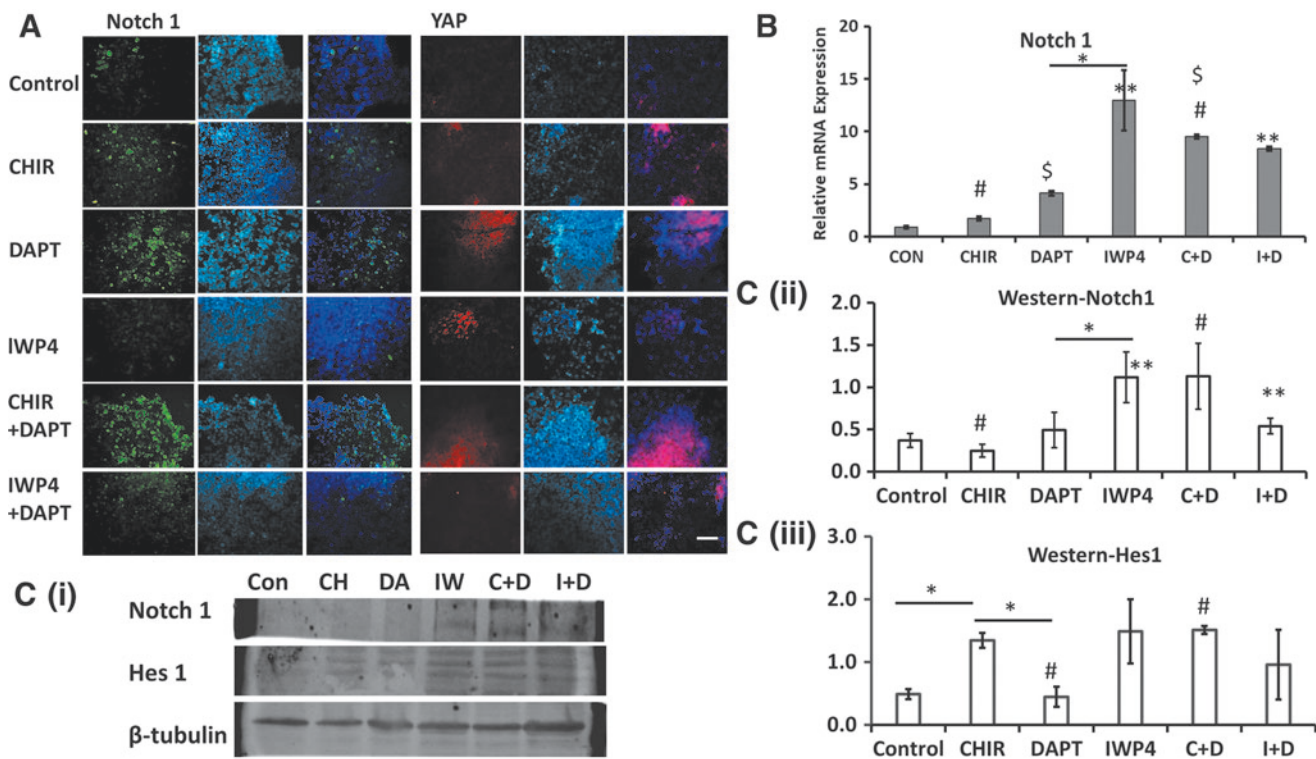 A
Notch 1
YAP
Control
CHIR
DAPT
IWP4
CHIR
+DAPT
IWP4
+DAPT
B
Notch 1
Relative mRNA Expression
20
15
10
5
0
*
#
$
**
$
#
**
CON CHIR DAPT IWP4 C+D I+D
C (i)
Con CH DA IW C+D I+D
Notch 1
Hes 1
β-tubulin
C (ii)
Western-Notch1
2.0
1.5
1.0
0.5
0.0
#
*
**
#
**
Control CHIR DAPT IWP4 C+D I+D
C (iii)
Western-Hes1
3.0
2.0
1.0
0.0
*
*
#
#
Control CHIR DAPT IWP4 C+D I+D